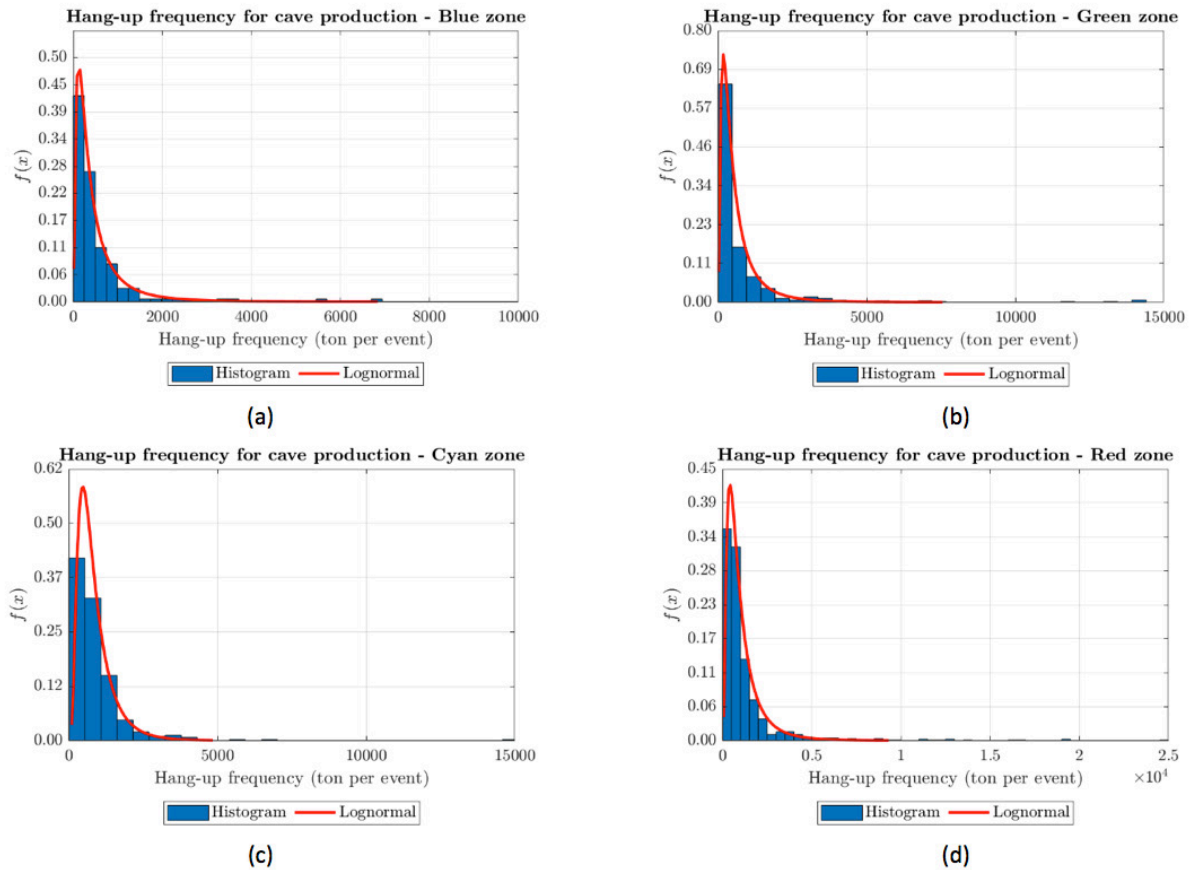 Hang-up frequency for cave production - Blue zone
f(x)
0.50
0.45
0.39
0.34
0.28
0.22
0.17
0.11
0.06
0.00
0 2000 4000 6000 8000 10000
Hang-up frequency (ton per event)
Histogram Lognormal
(a)
Hang-up frequency for cave production - Green zone
f(x)
0.80
0.69
0.57
0.46
0.34
0.23
0.11
0.00
0 5000 10000 15000
Hang-up frequency (ton per event)
Histogram Lognormal
(b)
Hang-up frequency for cave production - Cyan zone
f(x)
0.62
0.50
0.37
0.25
0.12
0.00
0 5000 10000 15000
Hang-up frequency (ton per event)
Histogram Lognormal
(c)
Hang-up frequency for cave production - Red zone
f(x)
0.45
0.39
0.34
0.28
0.23
0.17
0.11
0.06
0.00
0 0.5 1 1.5 2 2.5
×10⁴
Hang-up frequency (ton per event)
Histogram Lognormal
(d)